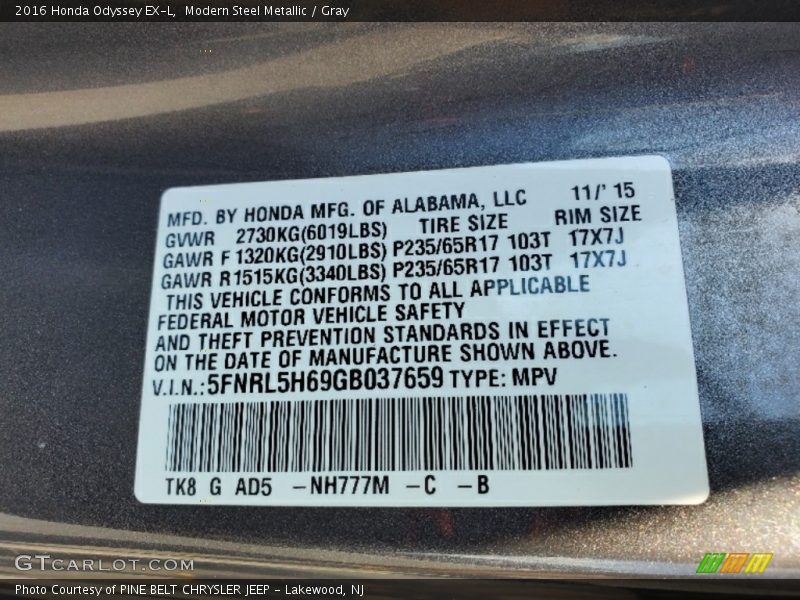 2016 Honda Odyssey EX-L,  Modern Steel Metallic / Gray
MFD. BY HONDA MFG. OF ALABAMA, LLC 11/' 15
GVWR 2730KG(6019LBS) TIRE SIZE RIM SIZE
GAWR F 1320KG(2910LBS) P235/65R17 103T 17X7J
GAWR R1515KG(3340LBS) P235/65R17 103T 17X7J
THIS VEHICLE CONFORMS TO ALL APPLICABLE
FEDERAL MOTOR VEHICLE SAFETY
AND THEFT PREVENTION STANDARDS IN EFFECT
ON THE DATE OF MANUFACTURE SHOWN ABOVE.
V.I.N.:5FNRL5H69GB037659 TYPE: MPV
TK8 G AD5 -NH777M -C -B
GTCARLOT.COM
Photo Courtesy of PINE BELT CHRYSLER JEEP - Lakewood, NJ